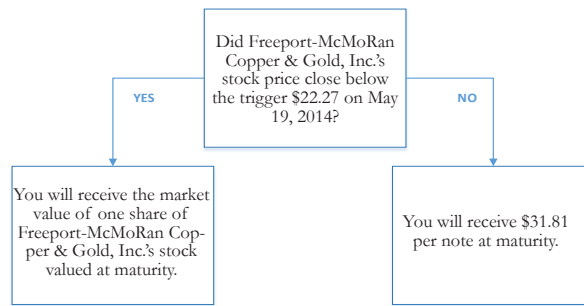 Did Freeport-McMoRan
Copper & Gold, Inc.'s
stock price close below
the trigger $22.27 on May
19, 2014?
YES
NO
You will receive the market
value of one share of
Freeport-McMoRan Cop-
per & Gold, Inc.'s stock
valued at maturity.
You will receive $31.81
per note at maturity.